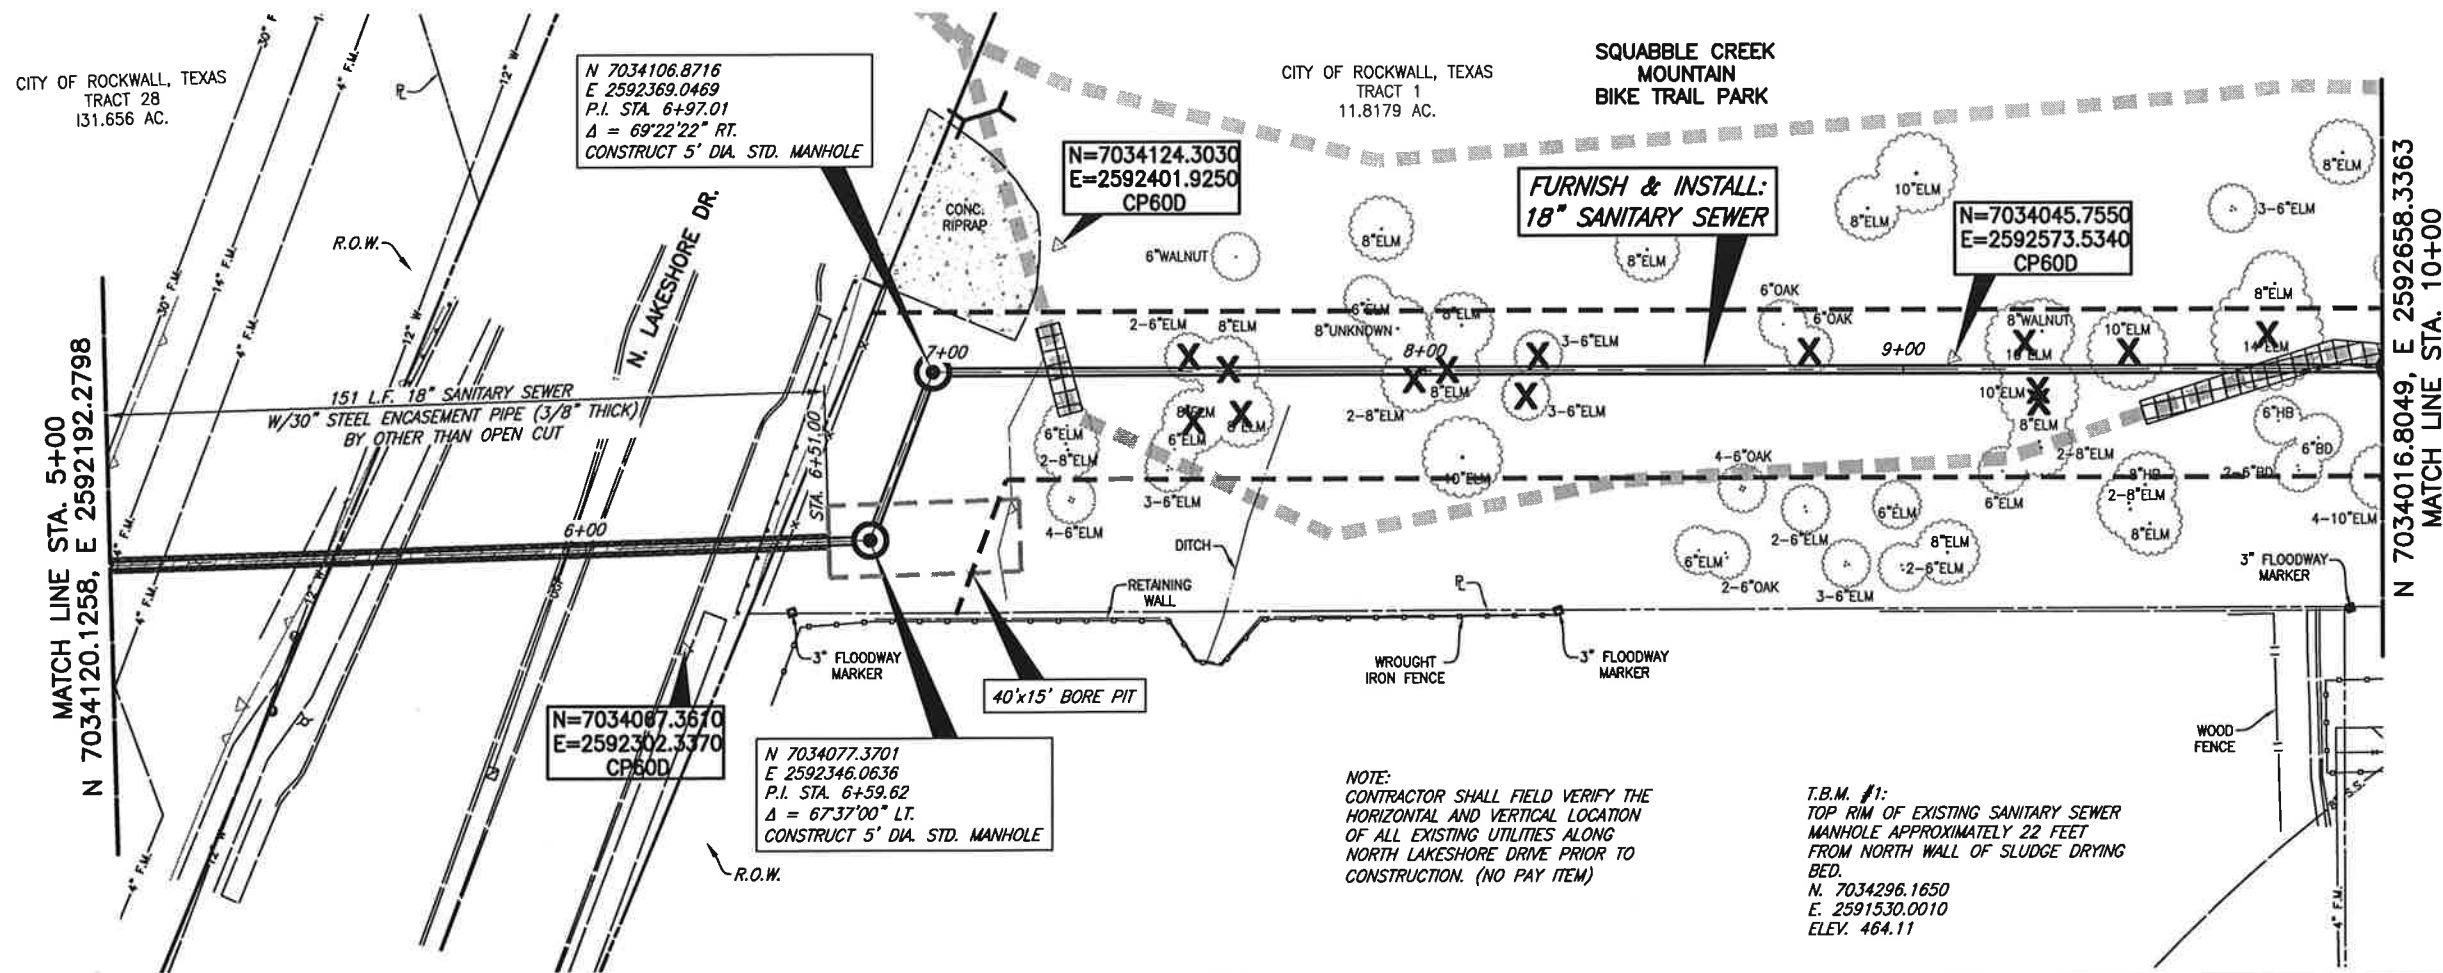 CITY OF ROCKWALL, TEXAS
TRACT 28
131.656 AC.
30" F.M.
14" F.M.
4" F.M.
4" F.M.
12" W
12" W
12" W
12" W
30" F.M.
4" F.M.
4" F.M.
4" F.M.
R.O.W.
N 7034106.8716
E 2592369.0469
P.I. STA. 6+97.01
Δ = 69°22'22" RT.
CONSTRUCT 5' DIA. STD. MANHOLE
N. LAKESHORE DR.
CONC.
RIPRAP
N=7034124.3030
E=2592401.9250
CP60D
CITY OF ROCKWALL, TEXAS
TRACT 1
11.8179 AC.
SQUABBLE CREEK
MOUNTAIN
BIKE TRAIL PARK
FURNISH & INSTALL:
18" SANITARY SEWER
N=7034045.7550
E=2592573.5340
CP60D
MATCH LINE STA. 10+00
N 7034016.8049, E 2592658.3363
MATCH LINE STA. 5+00
N 7034120.1258, E 2592192.2798
6"WALNUT
8"ELM
8"ELM
8"ELM
10"ELM
3-6"ELM
8"ELM
2-6"ELM
8"ELM
6"ELM
8"UNKNOWN
8"ELM
3-6"ELM
6"OAK
6"OAK
8"WALNUT
10"ELM
8"ELM
14"ELM
7+00
8+00
9+00
151 L.F. 18" SANITARY SEWER
W/30" STEEL ENCASEMENT PIPE (3/8" THICK)
BY OTHER THAN OPEN CUT
STA. 6+51.00
6+00
8"ELM
6"ELM
8"ELM
2-8"ELM
8"ELM
3-6"ELM
10"ELM
8"ELM
2-8"ELM
6"HB
6"BD
2-6"BD
6"ELM
2-8"ELM
4-6"ELM
3-6"ELM
10"ELM
4-6"OAK
2-6"ELM
6"ELM
6"ELM
8"HB
2-8"ELM
8"ELM
4-10"ELM
6"ELM
2-6"OAK
3-6"ELM
8"ELM
2-6"ELM
DITCH
RETAINING
WALL
3" FLOODWAY
MARKER
3" FLOODWAY
MARKER
WROUGHT
IRON FENCE
3" FLOODWAY
MARKER
40'x15' BORE PIT
N=7034067.3610
E=2592302.3370
CP60D
N 7034077.3701
E 2592346.0636
P.I. STA. 6+59.62
Δ = 67°37'00" LT.
CONSTRUCT 5' DIA. STD. MANHOLE
R.O.W.
WOOD
FENCE
4" F.M.
NOTE:
CONTRACTOR SHALL FIELD VERIFY THE
HORIZONTAL AND VERTICAL LOCATION
OF ALL EXISTING UTILITIES ALONG
NORTH LAKESHORE DRIVE PRIOR TO
CONSTRUCTION. (NO PAY ITEM)
T.B.M. #1:
TOP RIM OF EXISTING SANITARY SEWER
MANHOLE APPROXIMATELY 22 FEET
FROM NORTH WALL OF SLUDGE DRYING
BED.
N. 7034296.1650
E. 2591530.0010
ELEV. 464.11